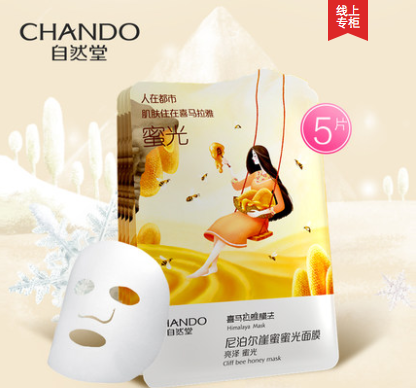 CHANDO
自然堂
线上
专柜
人在都市
肌肤住在喜马拉雅
蜜光
5片
喜马拉雅膜法
Himalaya Mask
CHANDO
自然堂
尼泊尔崖蜜蜜光面膜
亮泽 蜜光
Cliff bee honey mask